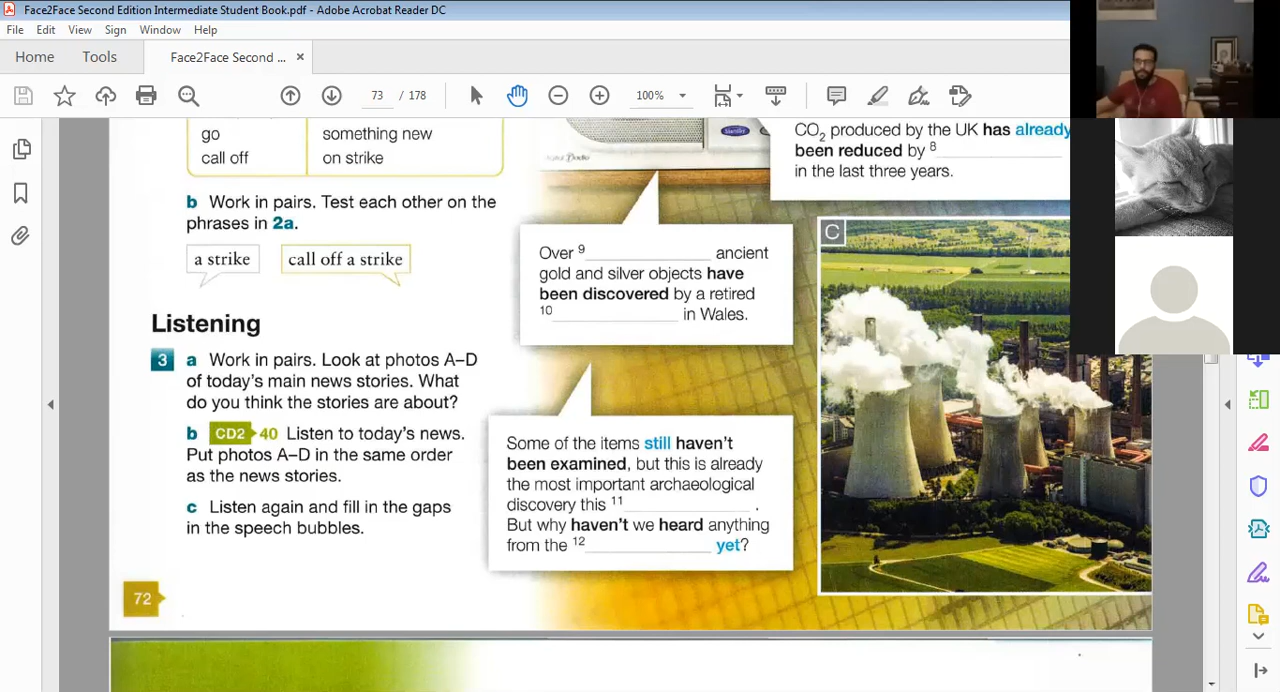 Face2Face Second Edition Intermediate Student Book.pdf - Adobe Acrobat Reader DC
File Edit View Sign Window Help
Home Tools Face2Face Second ... ×
73 / 178 100%
go something new
call off on strike
b Work in pairs. Test each other on the
phrases in 2a.
a strike call off a strike
Listening
3 a Work in pairs. Look at photos A–D
of today's main news stories. What
do you think the stories are about?
b CD2 40 Listen to today's news.
Put photos A–D in the same order
as the news stories.
c Listen again and fill in the gaps
in the speech bubbles.
72
CO2 produced by the UK has already
been reduced by 8
in the last three years.
Over 9 ancient
gold and silver objects have
been discovered by a retired
10 in Wales.
C
Some of the items still haven't
been examined, but this is already
the most important archaeological
discovery this 11 .
But why haven't we heard anything
from the 12 yet?